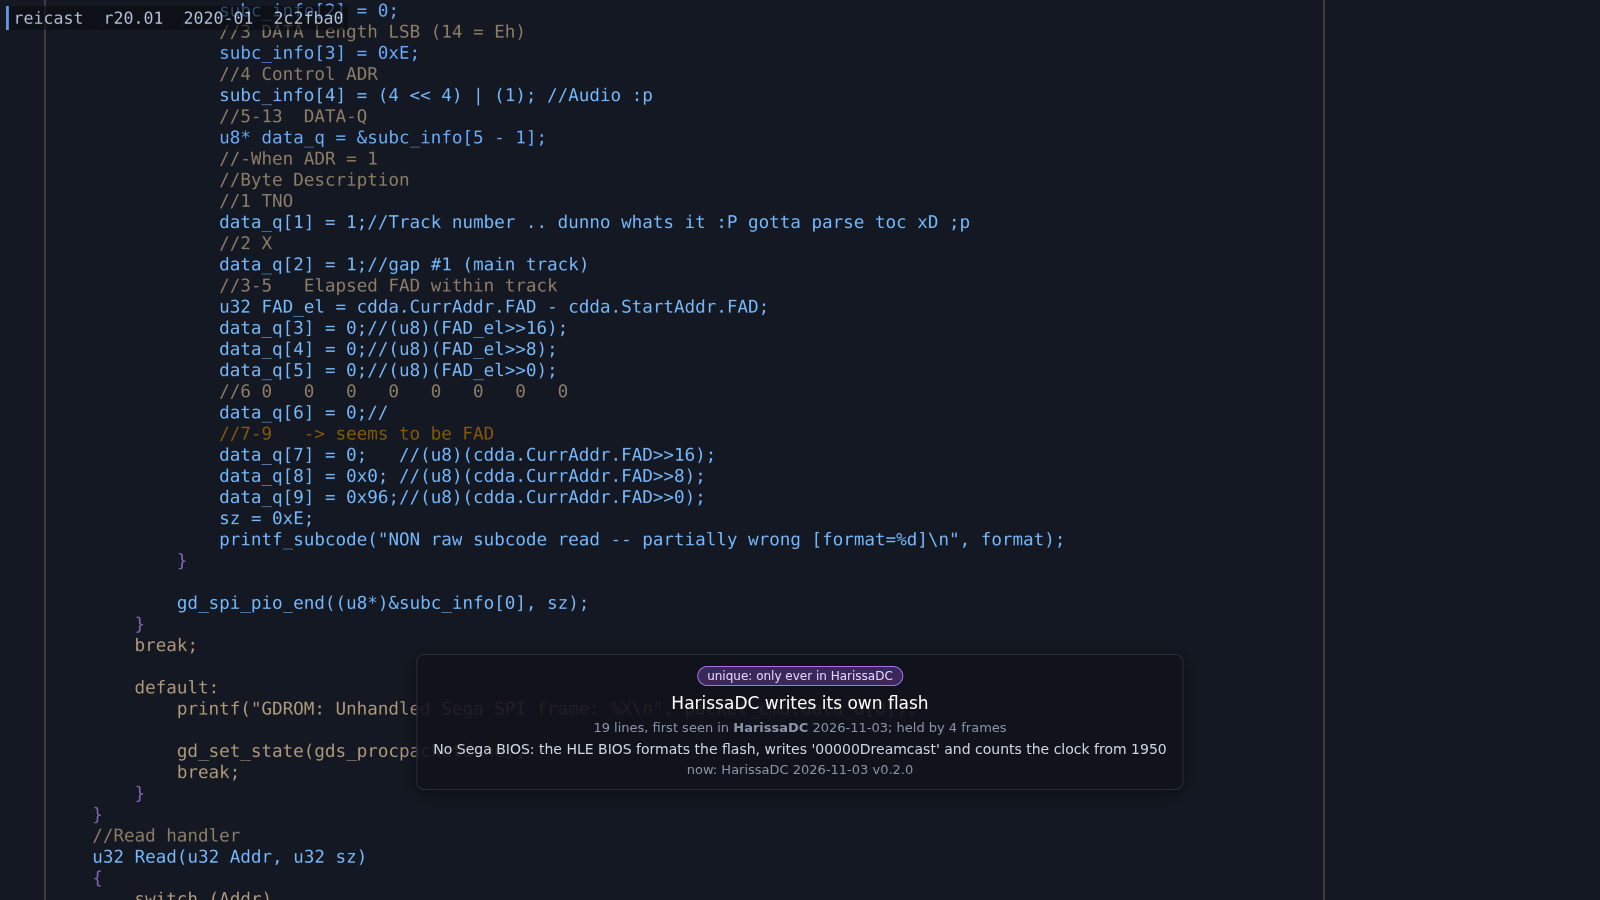 reicast  r20.01  2020-01  2c2fba0
subc_info[2] = 0;
//3 DATA Length LSB (14 = Eh)
subc_info[3] = 0xE;
//4 Control ADR
subc_info[4] = (4 << 4) | (1); //Audio :p
//5-13  DATA-Q
u8* data_q = &subc_info[5 - 1];
//-When ADR = 1
//Byte Description
//1 TNO
data_q[1] = 1;//Track number .. dunno whats it :P gotta parse toc xD ;p
//2 X
data_q[2] = 1;//gap #1 (main track)
//3-5   Elapsed FAD within track
u32 FAD_el = cdda.CurrAddr.FAD - cdda.StartAddr.FAD;
data_q[3] = 0;//(u8)(FAD_el>>16);
data_q[4] = 0;//(u8)(FAD_el>>8);
data_q[5] = 0;//(u8)(FAD_el>>0);
//6 0   0   0   0   0   0   0   0
data_q[6] = 0;//
//7-9   -> seems to be FAD
data_q[7] = 0;   //(u8)(cdda.CurrAddr.FAD>>16);
data_q[8] = 0x0; //(u8)(cdda.CurrAddr.FAD>>8);
data_q[9] = 0x96;//(u8)(cdda.CurrAddr.FAD>>0);
sz = 0xE;
printf_subcode("NON raw subcode read -- partially wrong [format=%d]\n", format);
}
gd_spi_pio_end((u8*)&subc_info[0], sz);
}
break;
default:
printf("GDROM: Unhandled Sega SPI frame: %X\n",
gd_set_state(gds_procpa
break;
}
}
//Read handler
u32 Read(u32 Addr, u32 sz)
{
switch (Addr)
unique: only ever in HarissaDC
HarissaDC writes its own flash
19 lines, first seen in HarissaDC 2026-11-03; held by 4 frames
No Sega BIOS: the HLE BIOS formats the flash, writes '00000Dreamcast' and counts the clock from 1950
now: HarissaDC 2026-11-03 v0.2.0